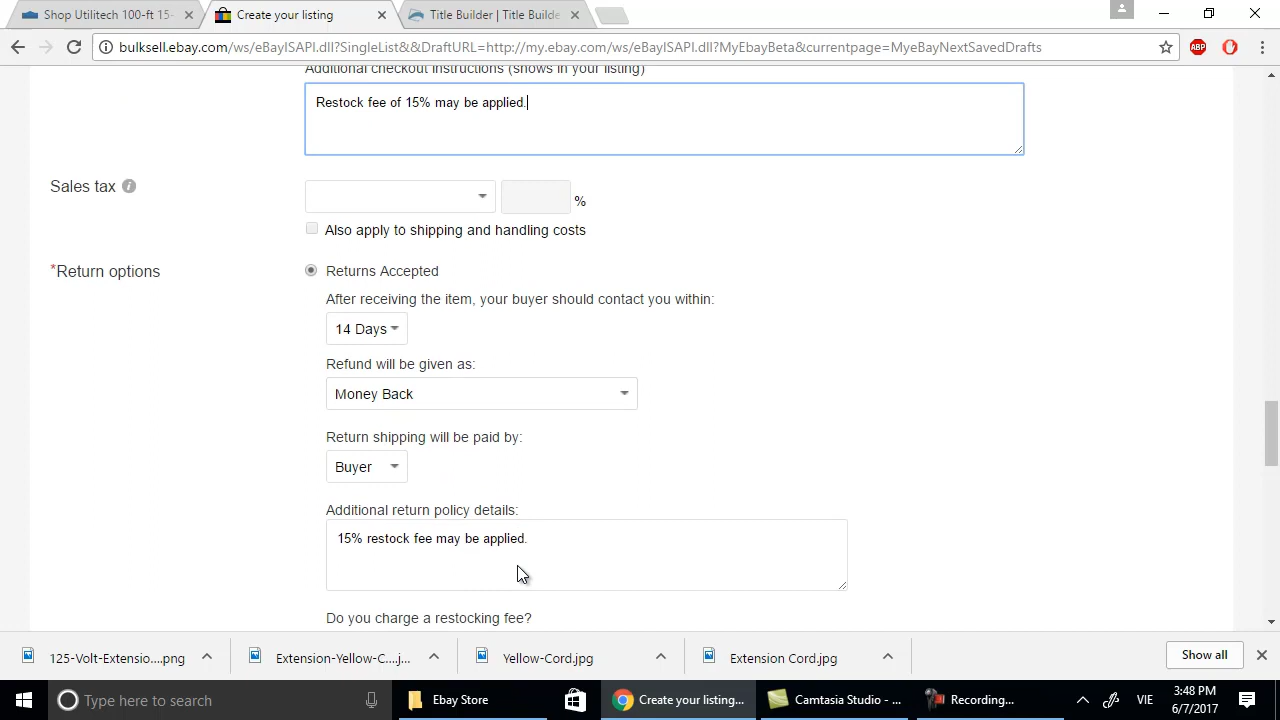 Shop Utilitech 100-ft 15-
Create your listing
Title Builder | Title Builde
bulksell.ebay.com/ws/eBayISAPI.dll?SingleList&&DraftURL=http://my.ebay.com/ws/eBayISAPI.dll?MyEbayBeta&currentpage=MyeBayNextSavedDrafts
ABP
Additional checkout instructions (shows in your listing)
Restock fee of 15% may be applied.
Sales tax
%
Also apply to shipping and handling costs
*Return options
Returns Accepted
After receiving the item, your buyer should contact you within:
14 Days
Refund will be given as:
Money Back
Return shipping will be paid by:
Buyer
Additional return policy details:
15% restock fee may be applied.
Do you charge a restocking fee?
125-Volt-Extensio....png
Extension-Yellow-C....j...
Yellow-Cord.jpg
Extension Cord.jpg
Show all
Type here to search
Ebay Store
Create your listing...
Camtasia Studio - ...
Recording...
VIE
3:48 PM
6/7/2017